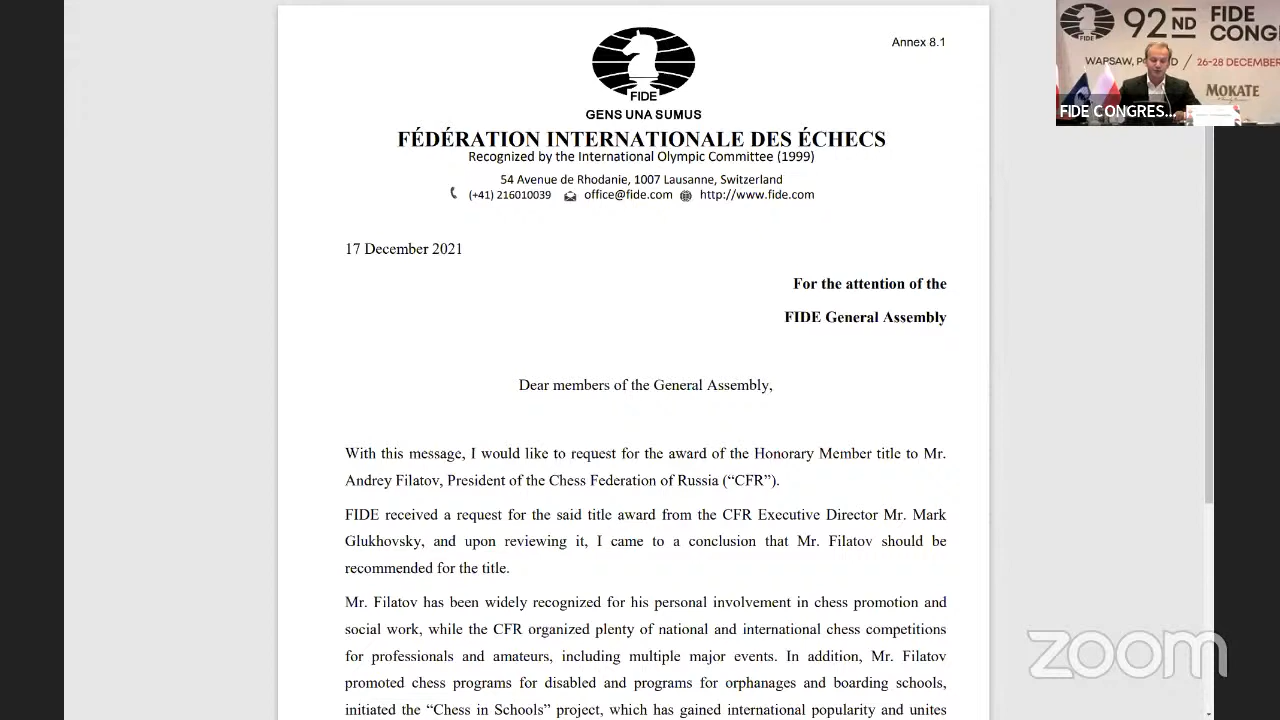 Annex 8.1
FIDE
GENS UNA SUMUS
FÉDÉRATION INTERNATIONALE DES ÉCHECS
Recognized by the International Olympic Committee (1999)
54 Avenue de Rhodanie, 1007 Lausanne, Switzerland
(+41) 216010039 office@fide.com http://www.fide.com
17 December 2021
For the attention of the
FIDE General Assembly
Dear members of the General Assembly,
With this message, I would like to request for the award of the Honorary Member title to Mr.
Andrey Filatov, President of the Chess Federation of Russia (“CFR”).
FIDE received a request for the said title award from the CFR Executive Director Mr. Mark
Glukhovsky, and upon reviewing it, I came to a conclusion that Mr. Filatov should be
recommended for the title.
Mr. Filatov has been widely recognized for his personal involvement in chess promotion and
social work, while the CFR organized plenty of national and international chess competitions
for professionals and amateurs, including multiple major events. In addition, Mr. Filatov
promoted chess programs for disabled and programs for orphanages and boarding schools,
initiated the “Chess in Schools” project, which has gained international popularity and unites
FIDE
92ND FIDE
CONG
WARSAW, / 26-28 DECEMBER
MOKATE
FIDE CONGRES...
zoom